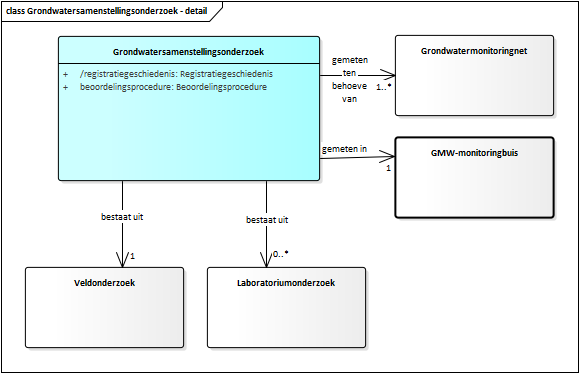 class Grondwatersamenstellingsonderzoek - detail
Grondwatersamenstellingsonderzoek
+ /registratiegeschiedenis: Registratiegeschiedenis
+ beoordelingsprocedure: Beoordelingsprocedure
gemeten
ten
behoeve
van
1..*
Grondwatermonitoringnet
gemeten in
1
GMW-monitoringbuis
bestaat uit
1
bestaat uit
0..*
Veldonderzoek
Laboratoriumonderzoek